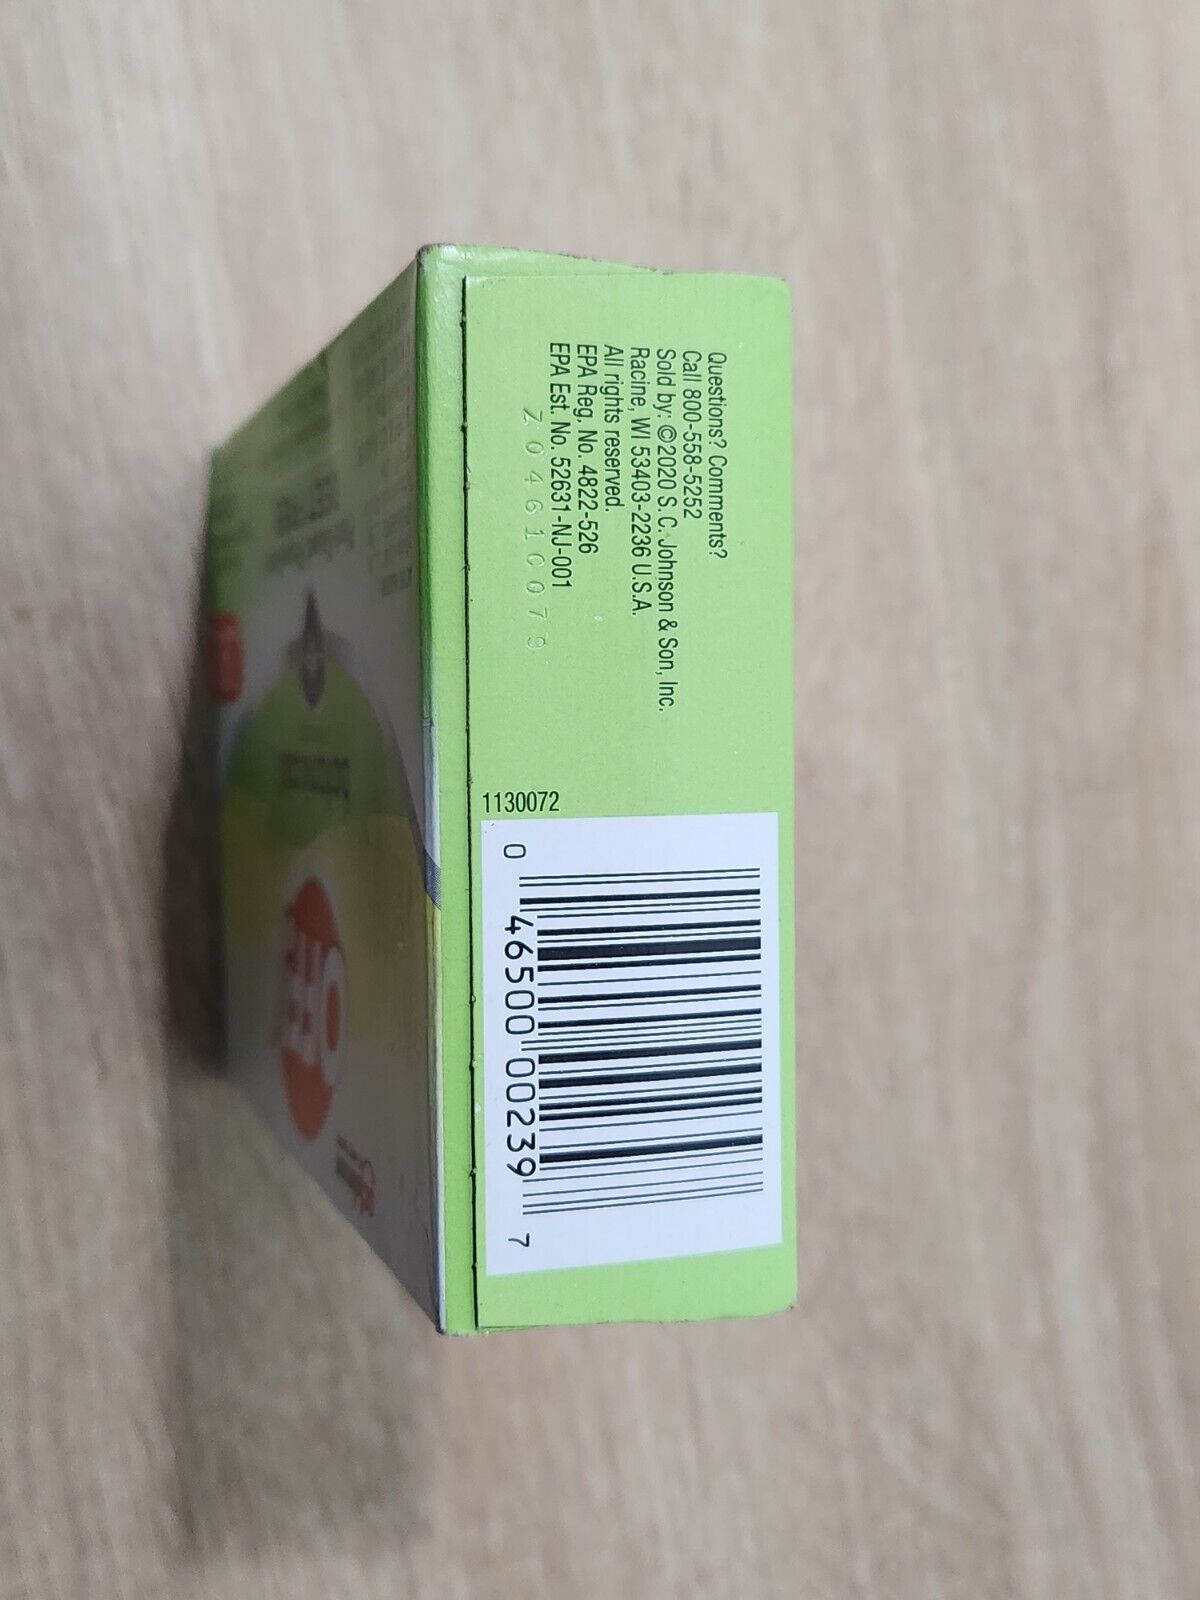 Questions? Comments?
Call 800-558-5252
Sold by: ©2020 S. C. Johnson & Son, Inc.
Racine, WI 53403-2236 U.S.A.
All rights reserved.
EPA Reg. No. 4822-526
EPA Est. No. 52631-NJ-001
Z0461C079
1130072
0 46500 00239 7